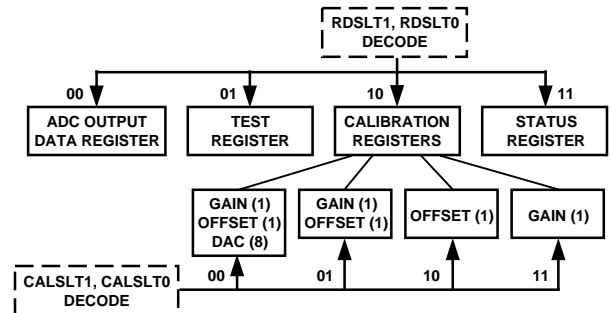 RDSLT1, RDSLT0
DECODE
00
01
10
11
ADC OUTPUT
DATA REGISTER
TEST
REGISTER
CALIBRATION
REGISTERS
STATUS
REGISTER
GAIN (1)
OFFSET (1)
DAC (8)
GAIN (1)
OFFSET (1)
OFFSET (1)
GAIN (1)
CALSLT1, CALSLT0
DECODE
00
01
10
11